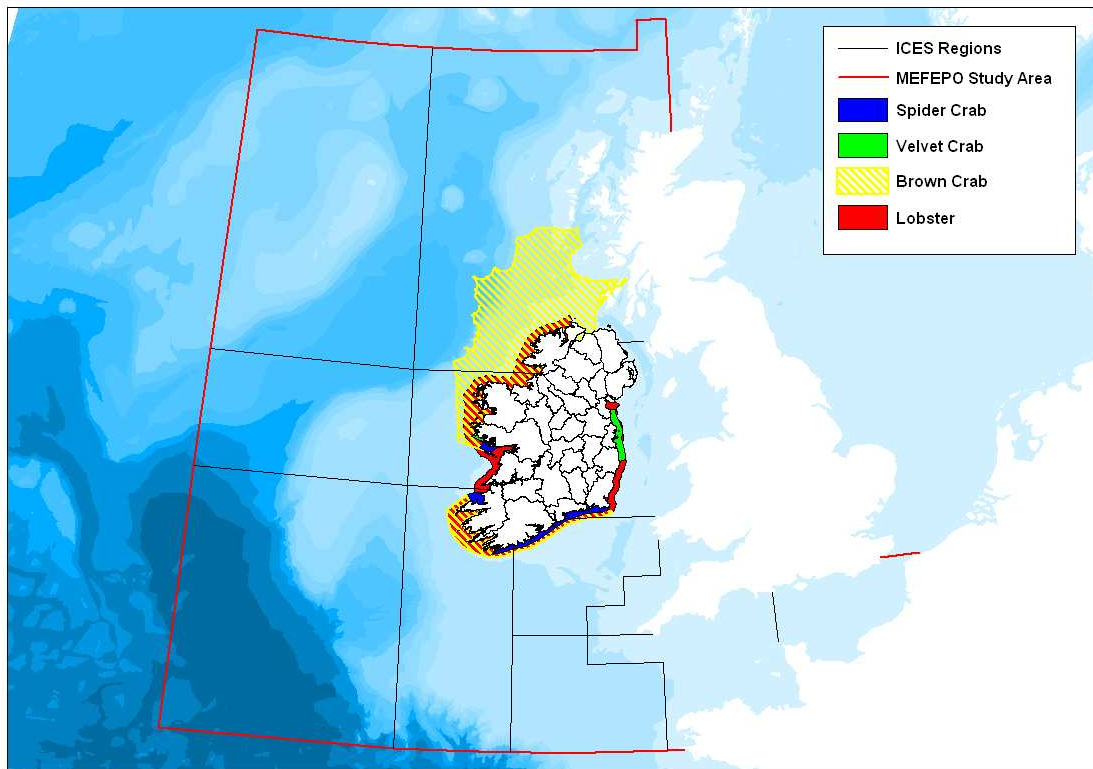 ICES Regions
MEFEPO Study Area
Spider Crab
Velvet Crab
Brown Crab
Lobster